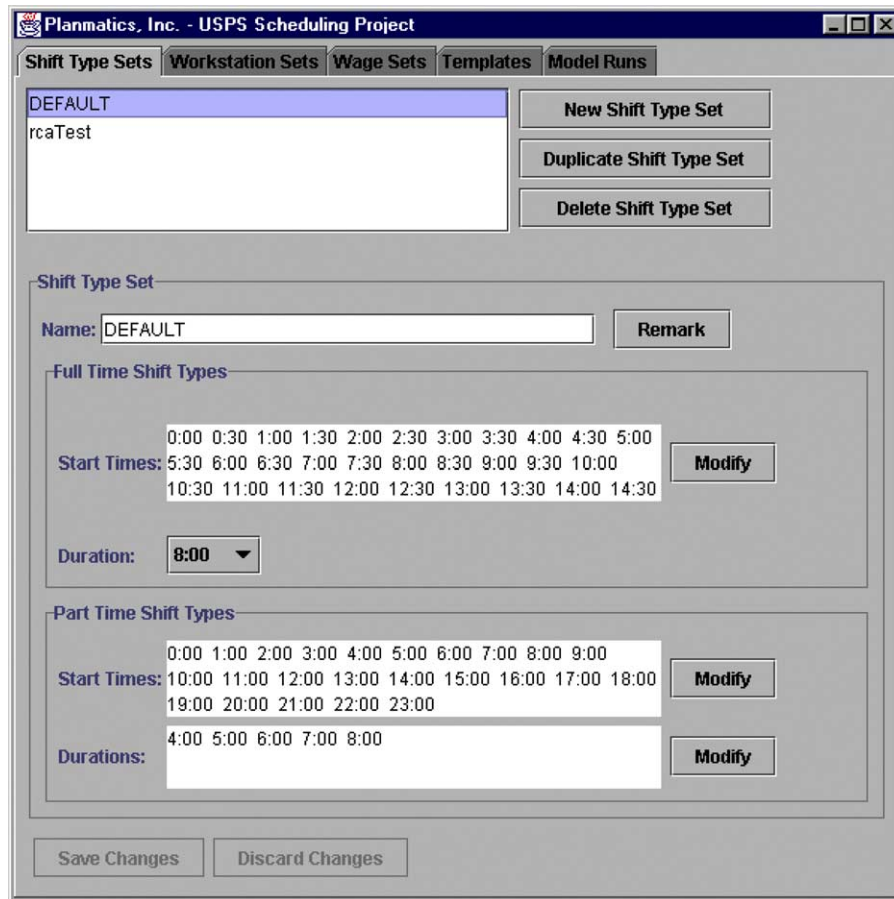 Planmatics, Inc. - USPS Scheduling Project
Shift Type Sets Workstation Sets Wage Sets Templates Model Runs
DEFAULT
rcaTest
New Shift Type Set
Duplicate Shift Type Set
Delete Shift Type Set
Shift Type Set
Name: DEFAULT Remark
Full Time Shift Types
0:00 0:30 1:00 1:30 2:00 2:30 3:00 3:30 4:00 4:30 5:00
Start Times: 5:30 6:00 6:30 7:00 7:30 8:00 8:30 9:00 9:30 10:00 Modify
10:30 11:00 11:30 12:00 12:30 13:00 13:30 14:00 14:30
Duration: 8:00
Part Time Shift Types
0:00 1:00 2:00 3:00 4:00 5:00 6:00 7:00 8:00 9:00
Start Times: 10:00 11:00 12:00 13:00 14:00 15:00 16:00 17:00 18:00 Modify
19:00 20:00 21:00 22:00 23:00
4:00 5:00 6:00 7:00 8:00
Durations: Modify
Save Changes Discard Changes